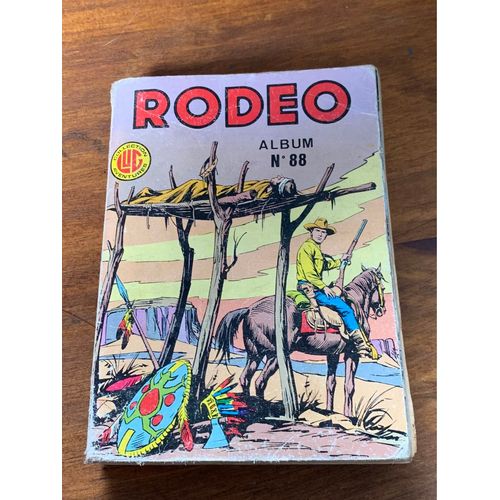 RODEO
ALBUM
N° 88
COLLECTION
LUG
AVENTURES